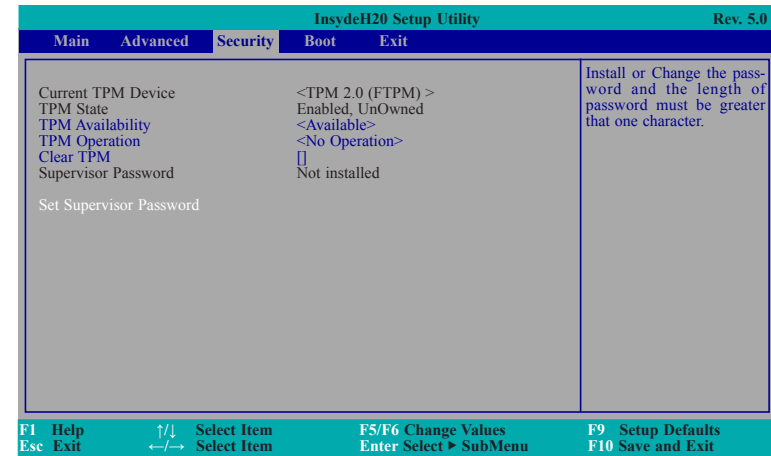 InsydeH20 Setup Utility Rev. 5.0
Main Advanced Security Boot Exit
Current TPM Device <TPM 2.0 (FTPM) >
TPM State Enabled, UnOwned
TPM Availability <Available>
TPM Operation <No Operation>
Clear TPM []
Supervisor Password Not installed
Set Supervisor Password
Install or Change the pass-
word and the length of
password must be greater
that one character.
F1 Help ↑/↓ Select Item F5/F6 Change Values F9 Setup Defaults
Esc Exit ←/→ Select Item Enter Select ▶ SubMenu F10 Save and Exit